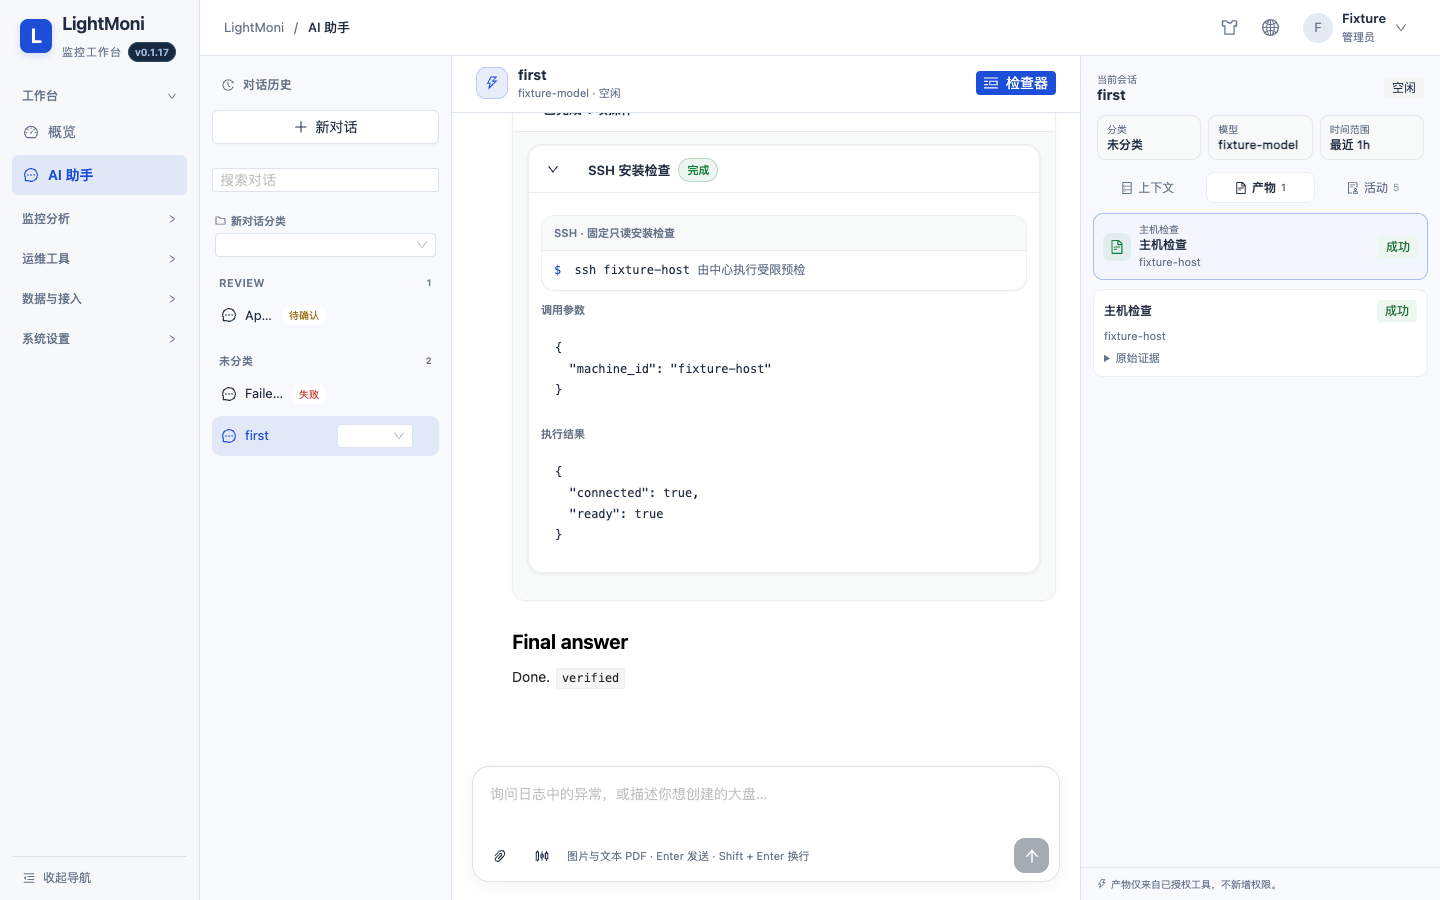 L
LightMoni
监控工作台 v0.1.17
工作台
概览
AI 助手
监控分析
运维工具
数据与接入
系统设置
收起导航
LightMoni / AI 助手
F
Fixture
管理员
对话历史
新对话
搜索对话
新对话分类
REVIEW 1
Ap... 待确认
未分类 2
Faile... 失败
first
first
fixture-model · 空闲
检查器
SSH 安装检查 完成
SSH · 固定只读安装检查
$ ssh fixture-host 由中心执行受限预检
调用参数
{
"machine_id": "fixture-host"
}
执行结果
{
"connected": true,
"ready": true
}
Final answer
Done. verified
询问日志中的异常，或描述你想创建的大盘...
图片与文本 PDF · Enter 发送 · Shift + Enter 换行
当前会话
first
空闲
分类
未分类
模型
fixture-model
时间范围
最近 1h
上下文
产物 1
活动 5
主机检查
主机检查
fixture-host
成功
主机检查 成功
fixture-host
原始证据
产物仅来自已授权工具，不新增权限。